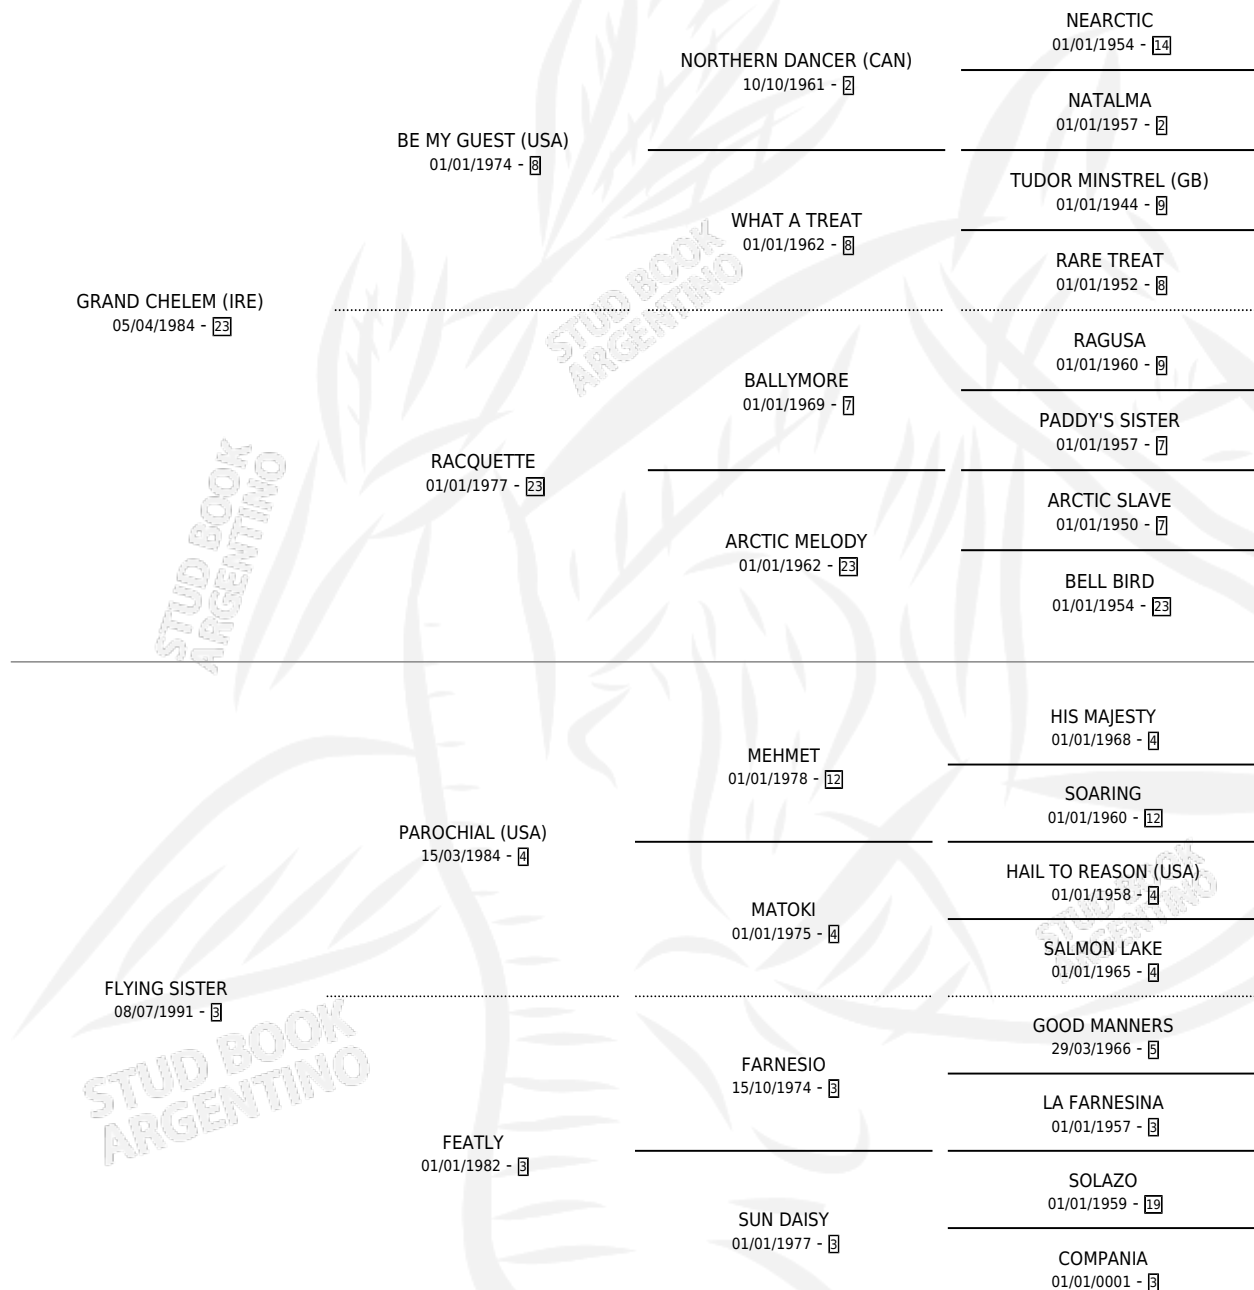 NEARCTIC
01/01/1954 - 14
NORTHERN DANCER (CAN)
10/10/1961 - 2
NATALMA
01/01/1957 - 2
BE MY GUEST (USA)
01/01/1974 - 8
TUDOR MINSTREL (GB)
01/01/1944 - 9
WHAT A TREAT
01/01/1962 - 8
RARE TREAT
01/01/1952 - 8
GRAND CHELEM (IRE)
05/04/1984 - 23
RAGUSA
01/01/1960 - 9
BALLYMORE
01/01/1969 - 7
PADDY'S SISTER
01/01/1957 - 7
RACQUETTE
01/01/1977 - 23
ARCTIC SLAVE
01/01/1950 - 7
ARCTIC MELODY
01/01/1962 - 23
BELL BIRD
01/01/1954 - 23
HIS MAJESTY
01/01/1968 - 4
MEHMET
01/01/1978 - 12
SOARING
01/01/1960 - 12
PAROCHIAL (USA)
15/03/1984 - 4
HAIL TO REASON (USA)
01/01/1958 - 4
MATOKI
01/01/1975 - 4
SALMON LAKE
01/01/1965 - 4
FLYING SISTER
08/07/1991 - 3
GOOD MANNERS
29/03/1966 - 5
FARNESIO
15/10/1974 - 3
LA FARNESINA
01/01/1957 - 3
FEATLY
01/01/1982 - 3
SOLAZO
01/01/1959 - 19
SUN DAISY
01/01/1977 - 3
COMPANIA
01/01/0001 - 3
STUD BOOK
ARGENTINO
STUD BOOK
ARGENTINO
STUD BOOK
ARGENTINO
STUD BOOK
ARGENTINO